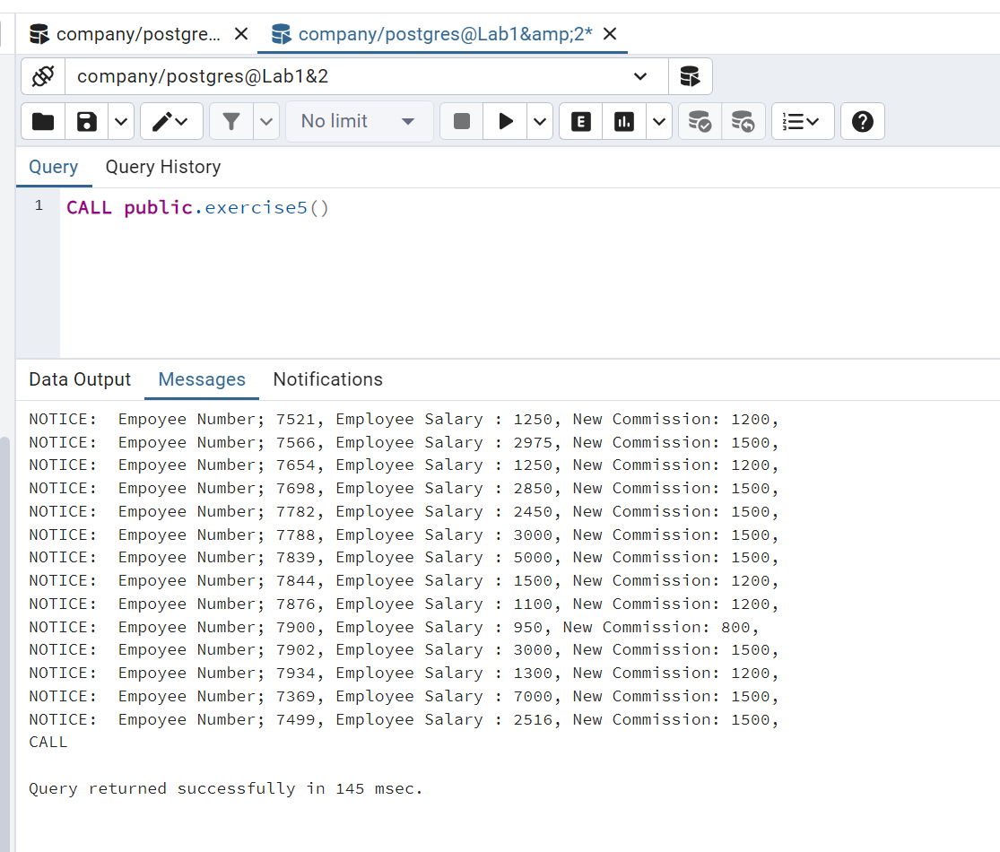 company/postgre... company/postgres@Lab1&amp;2*
company/postgres@Lab1&2
No limit E
Query Query History
1 CALL public.exercise5()
Data Output Messages Notifications
NOTICE:  Empoyee Number; 7521, Employee Salary : 1250, New Commission: 1200,
NOTICE:  Empoyee Number; 7566, Employee Salary : 2975, New Commission: 1500,
NOTICE:  Empoyee Number; 7654, Employee Salary : 1250, New Commission: 1200,
NOTICE:  Empoyee Number; 7698, Employee Salary : 2850, New Commission: 1500,
NOTICE:  Empoyee Number; 7782, Employee Salary : 2450, New Commission: 1500,
NOTICE:  Empoyee Number; 7788, Employee Salary : 3000, New Commission: 1500,
NOTICE:  Empoyee Number; 7839, Employee Salary : 5000, New Commission: 1500,
NOTICE:  Empoyee Number; 7844, Employee Salary : 1500, New Commission: 1200,
NOTICE:  Empoyee Number; 7876, Employee Salary : 1100, New Commission: 1200,
NOTICE:  Empoyee Number; 7900, Employee Salary : 950, New Commission: 800,
NOTICE:  Empoyee Number; 7902, Employee Salary : 3000, New Commission: 1500,
NOTICE:  Empoyee Number; 7934, Employee Salary : 1300, New Commission: 1200,
NOTICE:  Empoyee Number; 7369, Employee Salary : 7000, New Commission: 1500,
NOTICE:  Empoyee Number; 7499, Employee Salary : 2516, New Commission: 1500,
CALL
Query returned successfully in 145 msec.